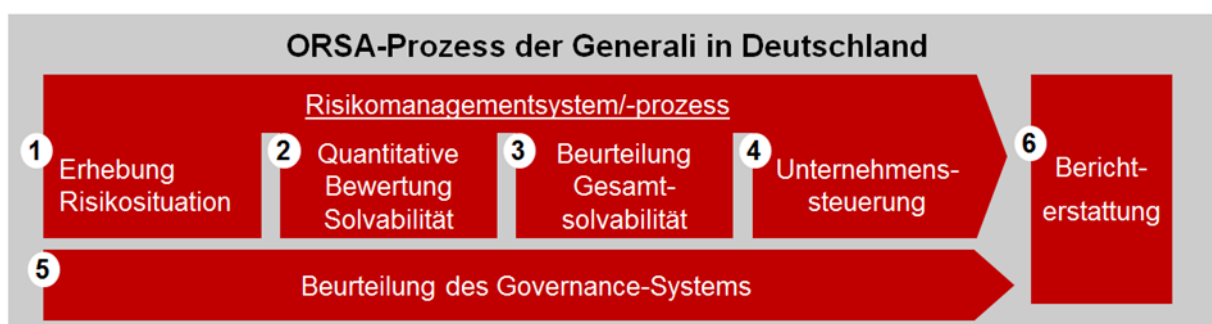 ORSA-Prozess der Generali in Deutschland
Risikomanagementsystem/-prozess
1
Erhebung
Risikosituation
2
Quantitative
Bewertung
Solvabilität
3
Beurteilung
Gesamt-
solvabilität
4
Unternehmens-
steuerung
5
Beurteilung des Governance-Systems
6
Bericht-
erstattung